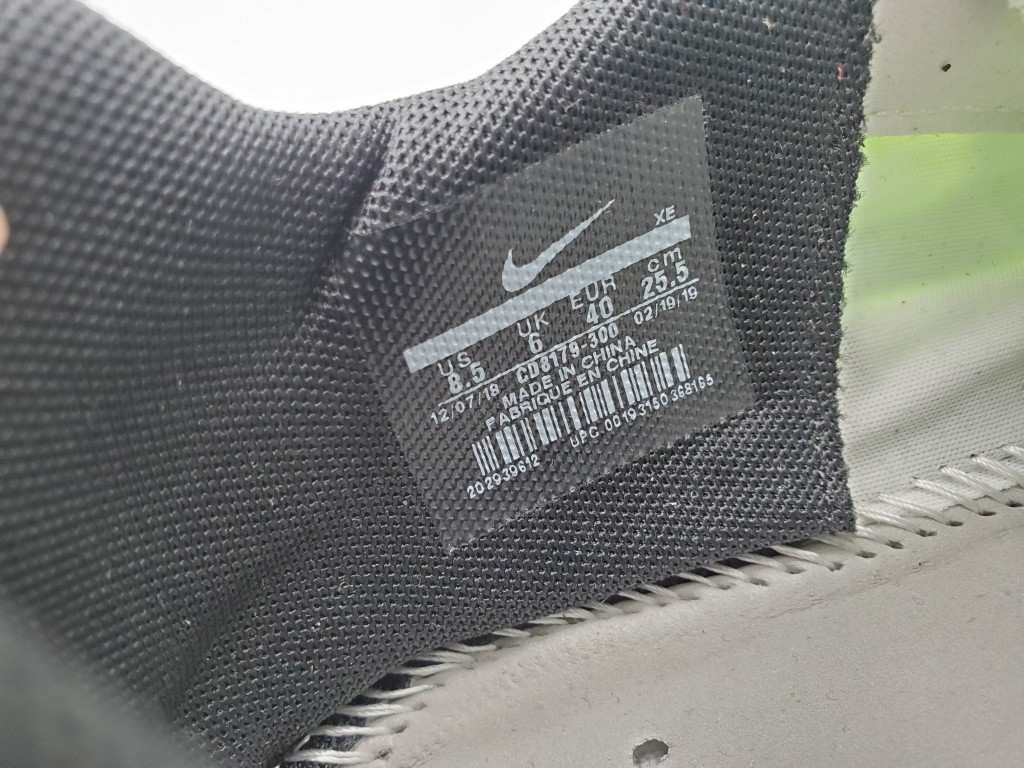 XE
US UK EUR cm
8.5 6 40 25.5
12/07/18 CD8179-300 02/19/19
MADE IN CHINA
FABRIQUE EN CHINE
202939612 UPC 00193150368155